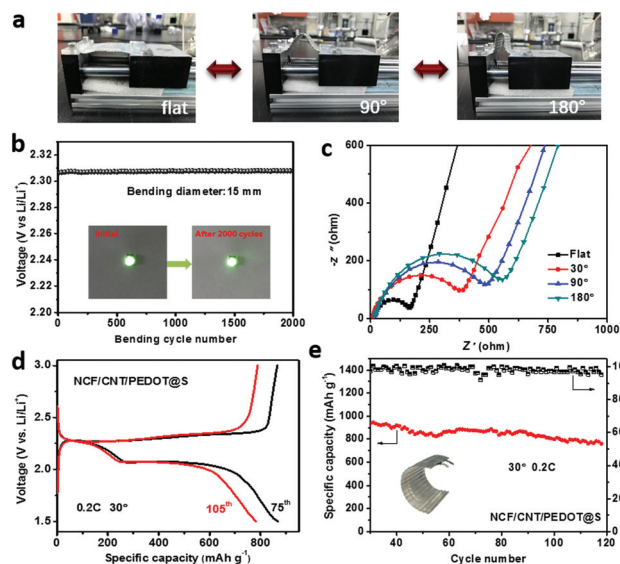 a
flat
90°
180°
b
2.32
2.30
2.28
2.26
2.24
2.22
2.20
Voltage (V vs Li/Li⁺)
Bending diameter:15 mm
Initial
After 2000 cycles
0
500
1000
1500
2000
Bending cycle number
c
600
400
200
0
-Z″ (ohm)
Flat
30°
90°
180°
0
250
500
750
1000
Z′ (ohm)
d
3.0
2.5
2.0
1.5
Voltage (V vs. Li/Li⁺)
NCF/CNT/PEDOT@S
0.2C 30°
105th
75th
0
200
400
600
800
Specific capacity (mAh g⁻¹)
e
1400
1200
1000
800
600
400
200
0
Specific capacity (mAh g⁻¹)
10
80
60
40
20
0
30° 0.2C
NCF/CNT/PEDOT@S
40
60
80
100
120
Cycle number